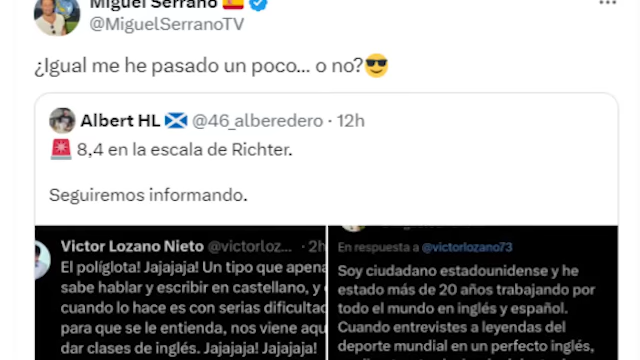 Miguel Serrano 🇪🇸
@MiguelSerranoTV
¿Igual me he pasado un poco... o no?😎
Albert HL 🏴󠁧󠁢󠁳󠁣󠁴󠁿 @46_alberedero · 12h
🚨 8,4 en la escala de Richter.
Seguiremos informando.
Victor Lozano Nieto @victorloz... · 2h
El políglota! Jajajaja! Un tipo que apena
sabe hablar y escribir en castellano, y
cuando lo hace es con serias dificultad
para que se le entienda, nos viene aqu
dar clases de inglés. Jajajaja! Jajajaja!
En respuesta a @victorlozano73
Soy ciudadano estadounidense y he
estado más de 20 años trabajando por
todo el mundo en inglés y español.
Cuando entrevistes a leyendas del
deporte mundial en un perfecto inglés,